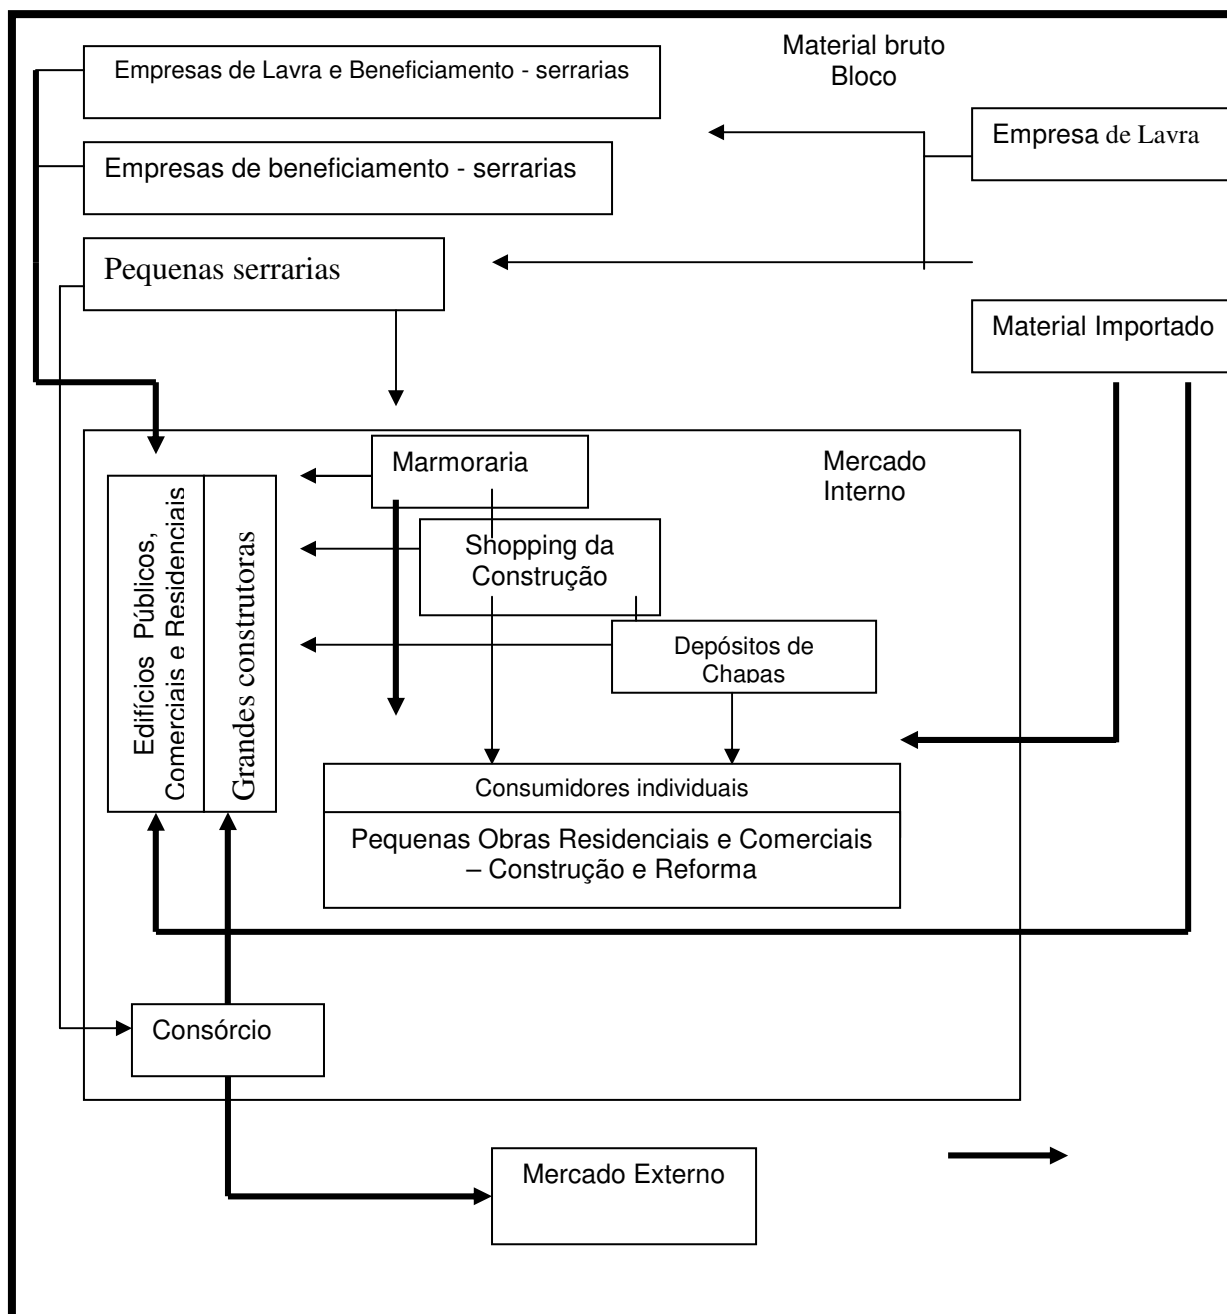 Material bruto
Bloco
Empresas de Lavra e Beneficiamento - serrarias
Empresa de Lavra
Empresas de beneficiamento - serrarias
Pequenas serrarias
Material Importado
Mercado
Interno
Marmoraria
Shopping da
Construção
Depósitos de
Chapas
Edifícios Públicos,
Comerciais e Residenciais
Grandes construtoras
Consumidores individuais
Pequenas Obras Residenciais e Comerciais
– Construção e Reforma
Consórcio
Mercado Externo